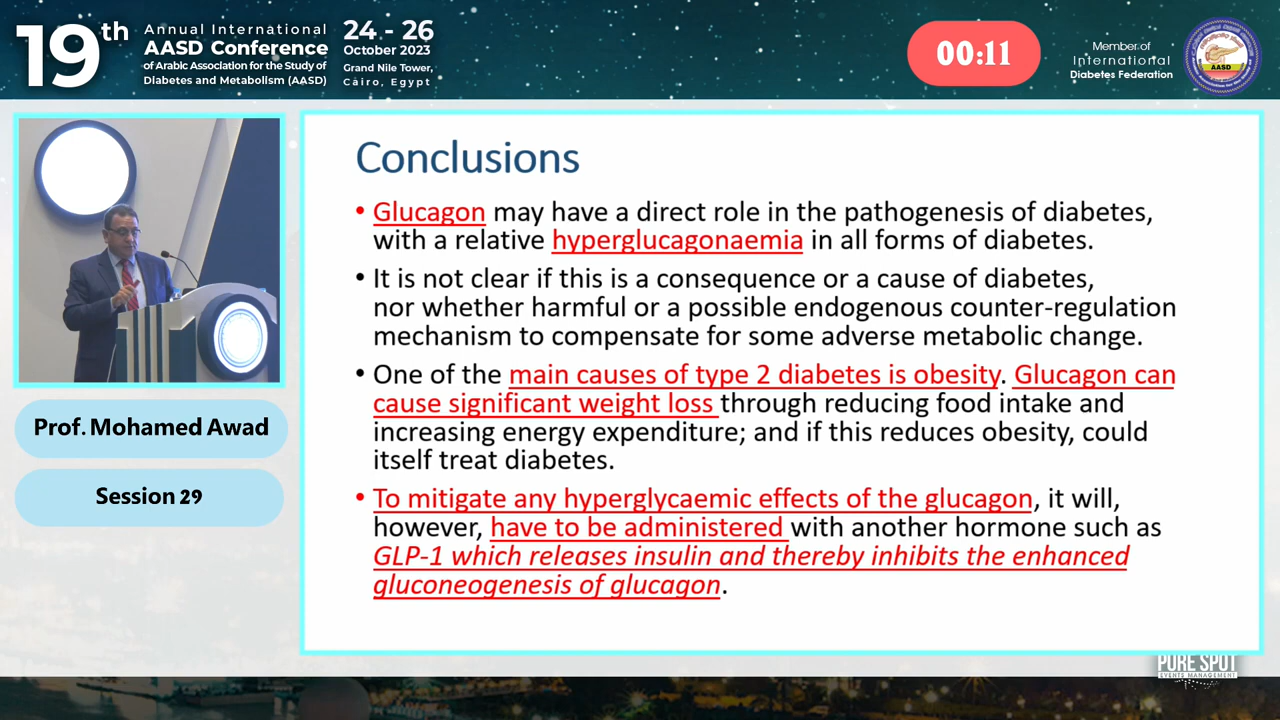 19th
Annual International
AASD Conference
of Arabic Association for the Study of
Diabetes and Metabolism (AASD)
24 - 26
October 2023
Grand Nile Tower,
Cairo, Egypt
00:11
Member of
International
Diabetes Federation
AASD
Conclusions
• Glucagon may have a direct role in the pathogenesis of diabetes,
with a relative hyperglucagonaemia in all forms of diabetes.
• It is not clear if this is a consequence or a cause of diabetes,
nor whether harmful or a possible endogenous counter-regulation
mechanism to compensate for some adverse metabolic change.
• One of the main causes of type 2 diabetes is obesity. Glucagon can
cause significant weight loss through reducing food intake and
increasing energy expenditure; and if this reduces obesity, could
itself treat diabetes.
• To mitigate any hyperglycaemic effects of the glucagon, it will,
however, have to be administered with another hormone such as
GLP-1 which releases insulin and thereby inhibits the enhanced
gluconeogenesis of glucagon.
Prof. Mohamed Awad
Session 29
PURE SPOT
EVENTS MANAGEMENT